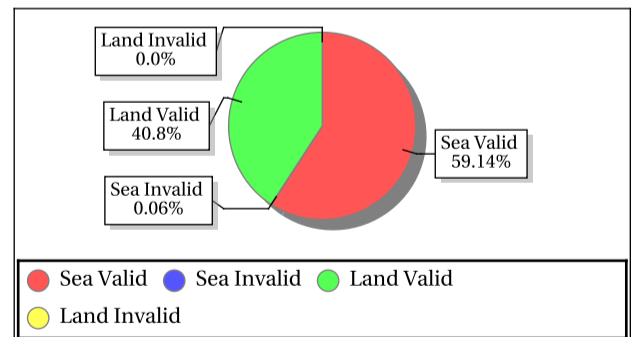 Land Invalid
0.0%
Land Valid
40.8%
Sea Valid
59.14%
Sea Invalid
0.06%
Sea Valid Sea Invalid Land Valid
Land Invalid